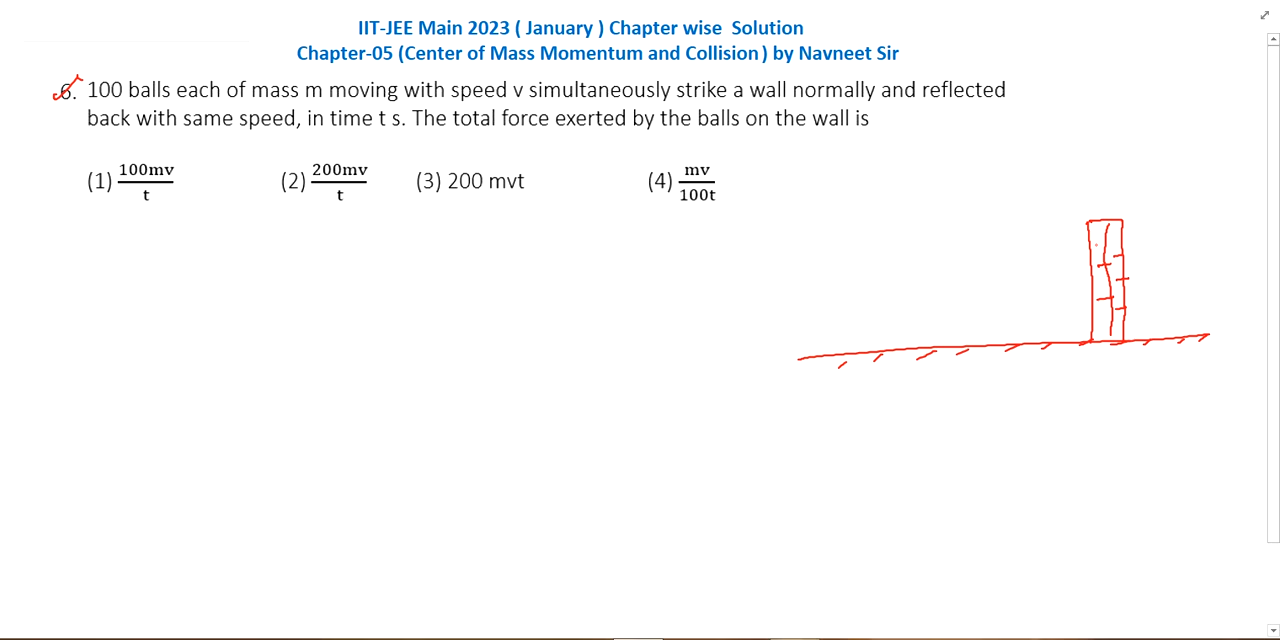 IIT-JEE Main 2023 ( January ) Chapter wise Solution
Chapter-05 (Center of Mass Momentum and Collision) by Navneet Sir
6. 100 balls each of mass m moving with speed v simultaneously strike a wall normally and reflected
back with same speed, in time t s. The total force exerted by the balls on the wall is
(1) 100mv/t (2) 200mv/t (3) 200 mvt (4) mv/100t